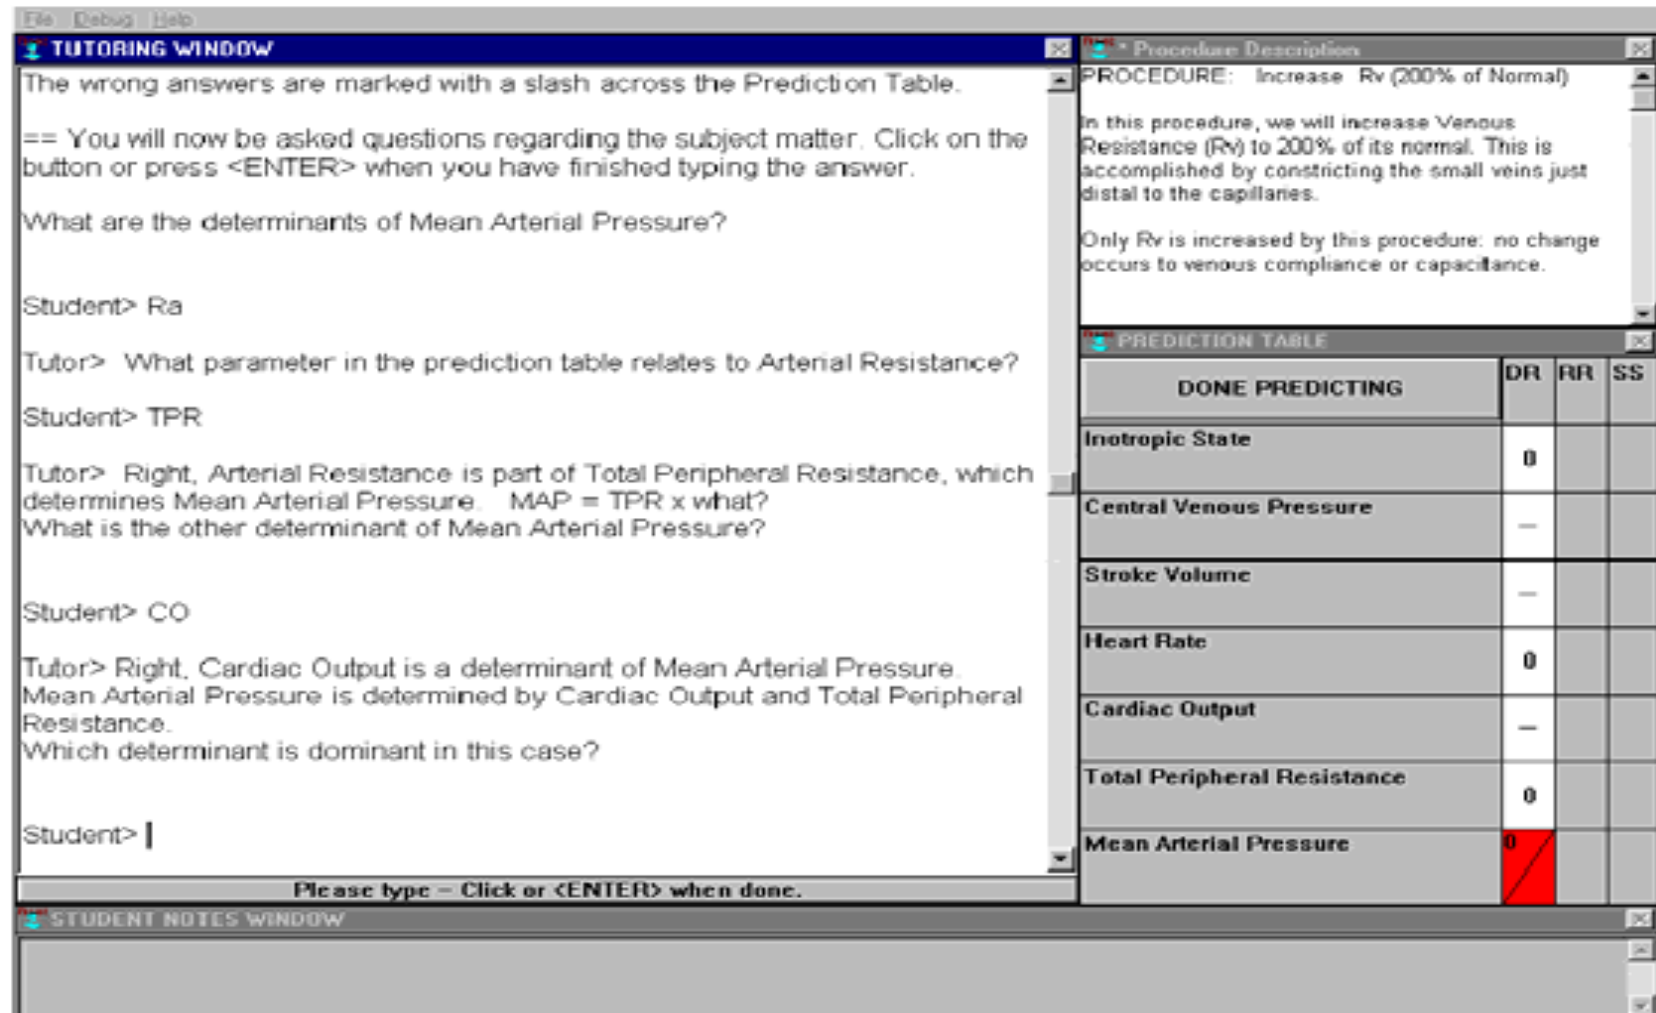 File Debug Help
TUTORING WINDOW
The wrong answers are marked with a slash across the Prediction Table.
== You will now be asked questions regarding the subject matter. Click on the
button or press <ENTER> when you have finished typing the answer.
What are the determinants of Mean Arterial Pressure?
Student> Ra
Tutor> What parameter in the prediction table relates to Arterial Resistance?
Student> TPR
Tutor> Right, Arterial Resistance is part of Total Peripheral Resistance, which
determines Mean Arterial Pressure. MAP = TPR x what?
What is the other determinant of Mean Arterial Pressure?
Student> CO
Tutor> Right, Cardiac Output is a determinant of Mean Arterial Pressure.
Mean Arterial Pressure is determined by Cardiac Output and Total Peripheral
Resistance.
Which determinant is dominant in this case?
Student>
Please type – Click or <ENTER> when done.
* Procedure Description
PROCEDURE: Increase Rv (200% of Normal)
In this procedure, we will increase Venous
Resistance (Rv) to 200% of its normal. This is
accomplished by constricting the small veins just
distal to the capillaries.
Only Rv is increased by this procedure: no change
occurs to venous compliance or capacitance.
PREDICTION TABLE
DONE PREDICTING DR RR SS
Inotropic State 0
Central Venous Pressure –
Stroke Volume –
Heart Rate 0
Cardiac Output –
Total Peripheral Resistance 0
Mean Arterial Pressure 0
STUDENT NOTES WINDOW